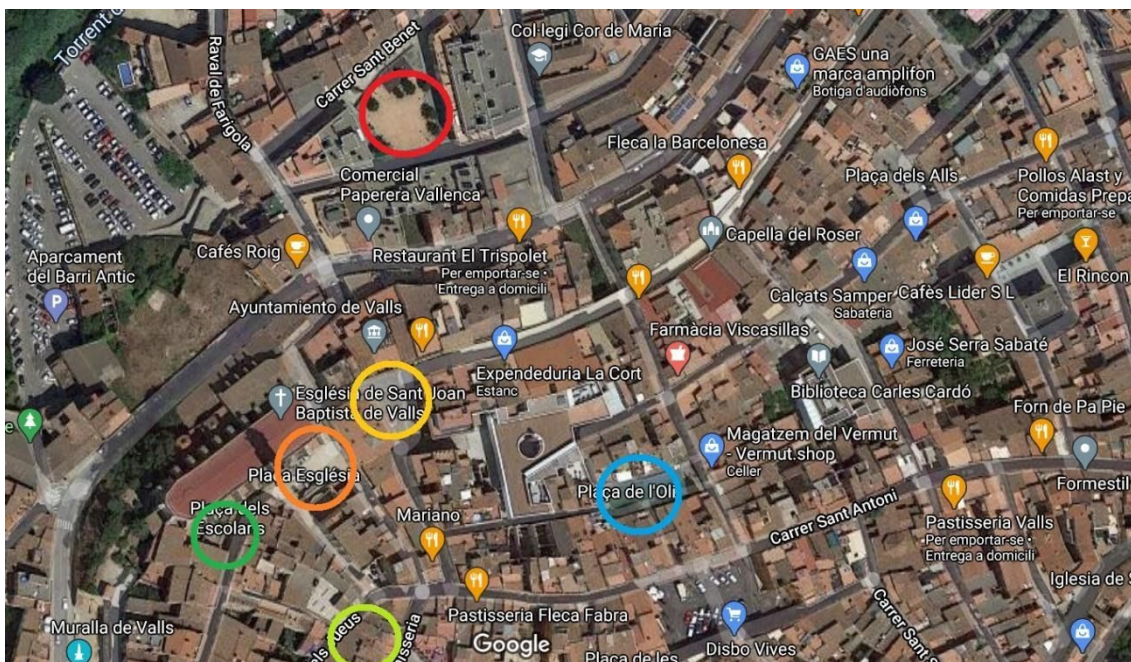 Torrent d
Raval de Farigola
Carrer Sant Benet
Col·legi Cor de Maria
GAES una
marca amplifon
Botiga d'audiòfons
Fleca la Barcelonesa
Comercial
Paperera Vallenca
Plaça dels Alls
Pollos Alast y
Comidas Prepa
Per emportar-se
Aparcament
del Barri Antic
P
Cafés Roig
Restaurant El Trispolet
Per emportar-se •
Entrega a domicili
Capella del Roser
El Rincon
Ayuntamiento de Valls
Calçats Samper
Sabateria
Cafès Lider S L
Farmàcia Viscasillas
José Serra Sabaté
Ferreteria
Expendeduria La Cort
Estanc
Església de Sant Joan
Baptista de Valls
Biblioteca Carles Cardó
Forn de Pa Pie
e
Magatzem del Vermut
- Vermut.shop
Celler
Plaça Església
Plaça de l'Oli
Formestil
Plaça dels
Escolar
Mariano
Carrer Sant Antoni
Pastisseria Valls
Per emportar-se •
Entrega a domicili
Iglesia de S
Pastisseria Fleca Fabra
Muralla de Valls
Google
Disbo Vives
Carrer Sant
Plaça de les